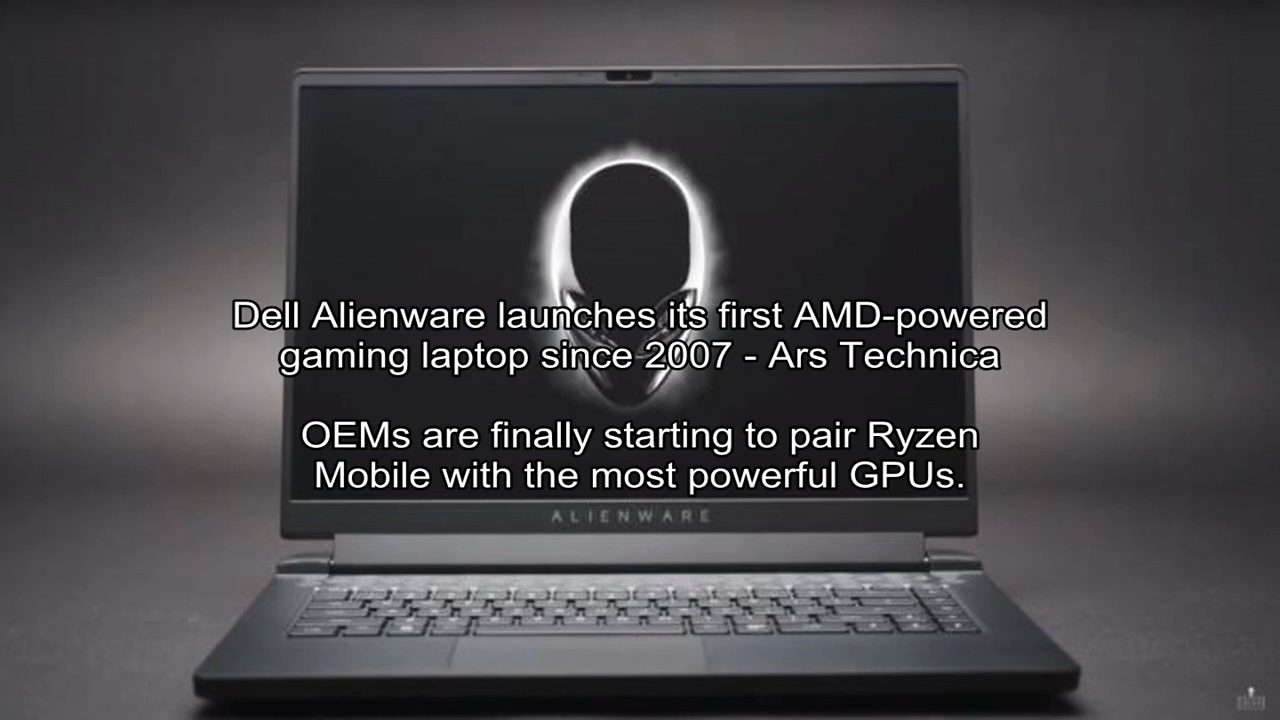 Dell Alienware launches its first AMD-powered
gaming laptop since 2007 - Ars Technica
OEMs are finally starting to pair Ryzen
Mobile with the most powerful GPUs.
ALIENWARE